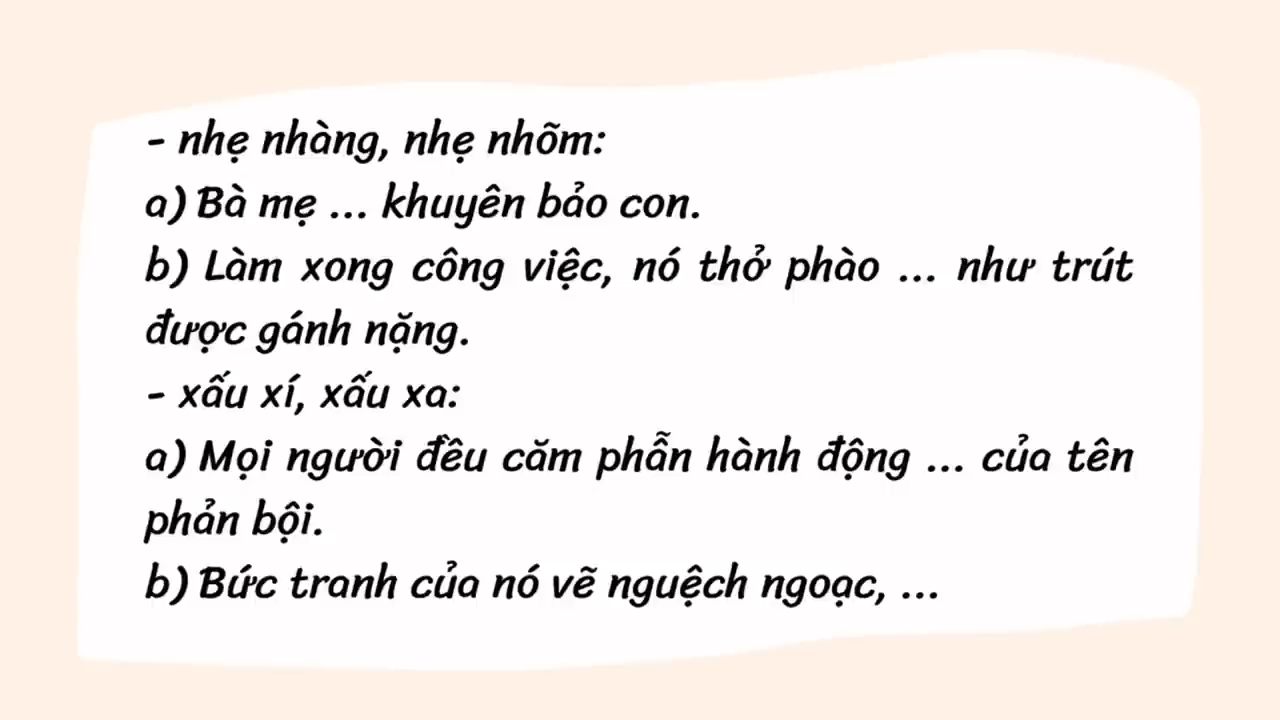 - nhẹ nhàng, nhẹ nhõm:
a) Bà mẹ ... khuyên bảo con.
b) Làm xong công việc, nó thở phào ... như trút
được gánh nặng.
- xấu xí, xấu xa:
a) Mọi người đều căm phẫn hành động ... của tên
phản bội.
b) Bức tranh của nó vẽ nguệch ngoạc, ...